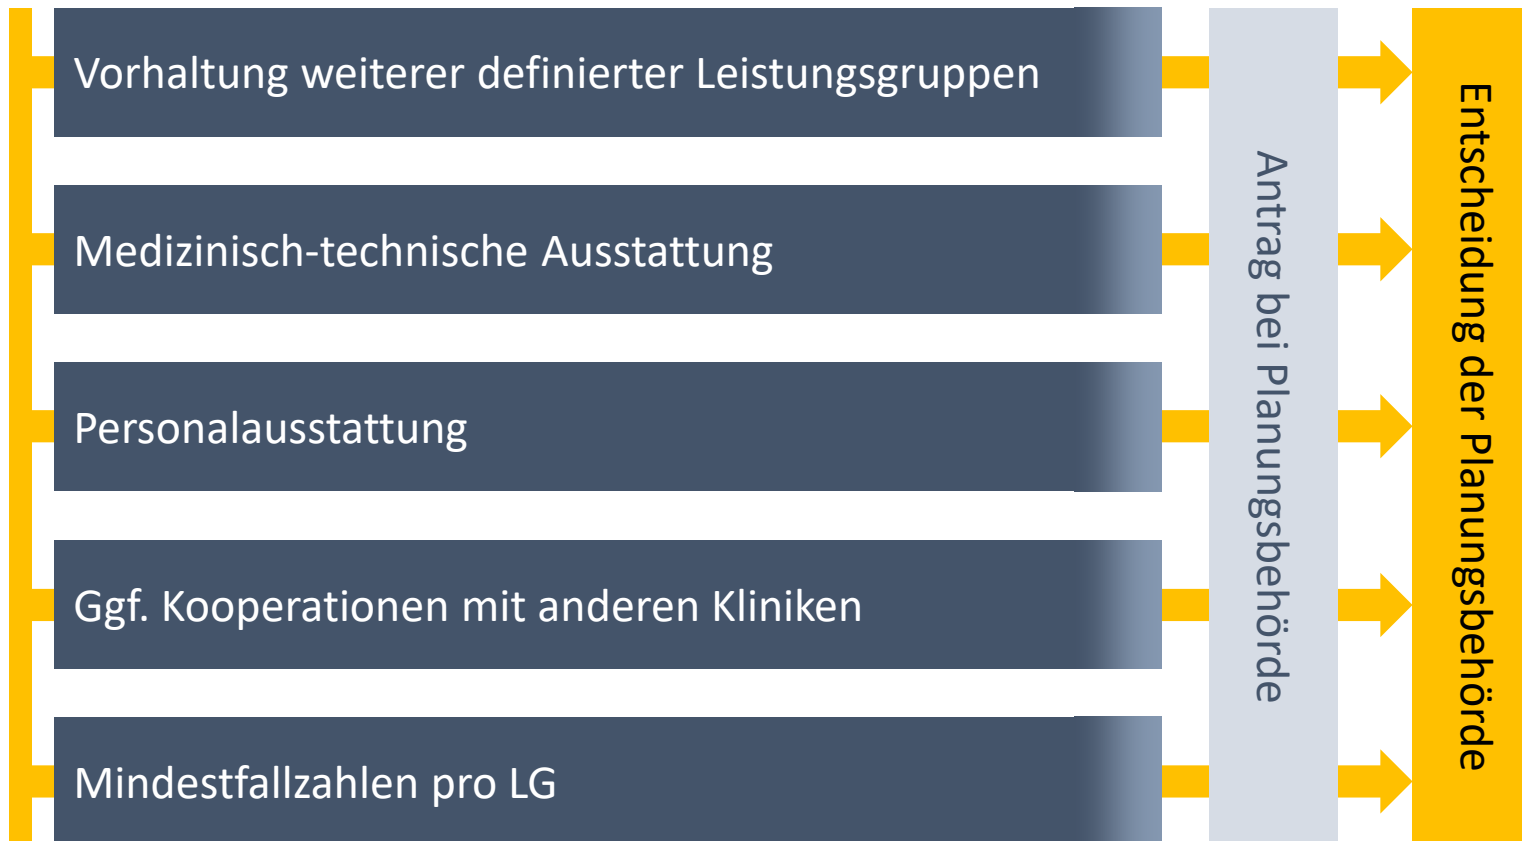 Vorhaltung weiterer definierter Leistungsgruppen
Medizinisch-technische Ausstattung
Personalausstattung
Ggf. Kooperationen mit anderen Kliniken
Mindestfallzahlen pro LG
Antrag bei Planungsbehörde
Entscheidung der Planungsbehörde